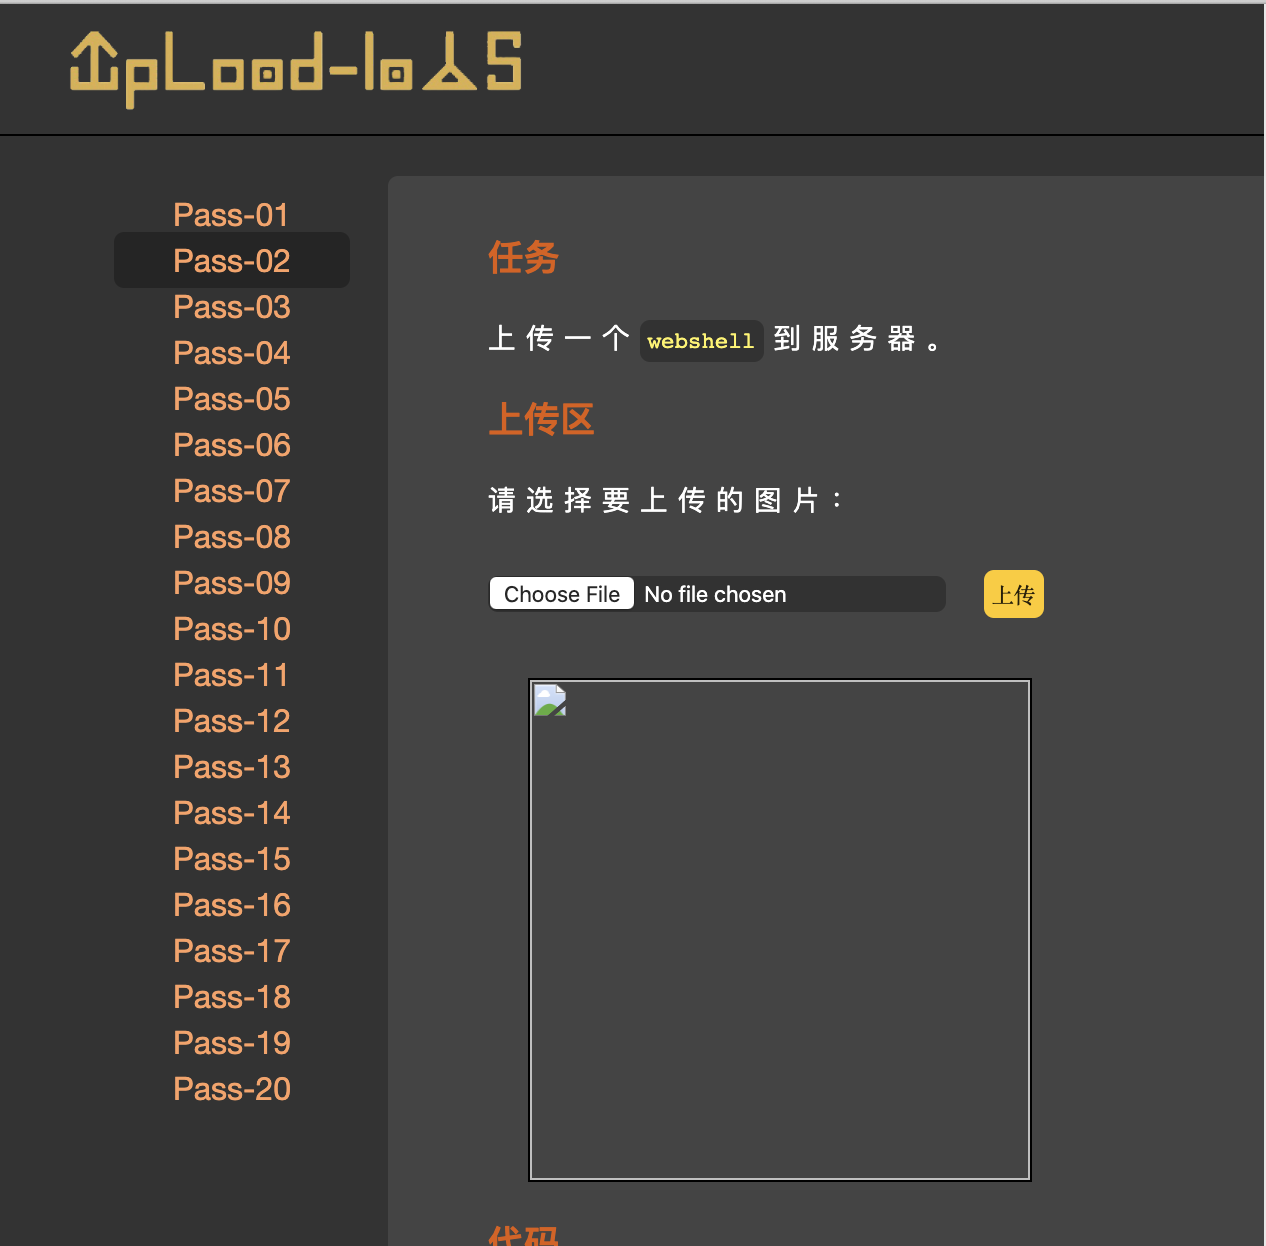 UpLoad-labS
Pass-01
Pass-02
Pass-03
Pass-04
Pass-05
Pass-06
Pass-07
Pass-08
Pass-09
Pass-10
Pass-11
Pass-12
Pass-13
Pass-14
Pass-15
Pass-16
Pass-17
Pass-18
Pass-19
Pass-20
任务
上传一个 webshell 到服务器。
上传区
请选择要上传的图片：
Choose File No file chosen 上传
代码